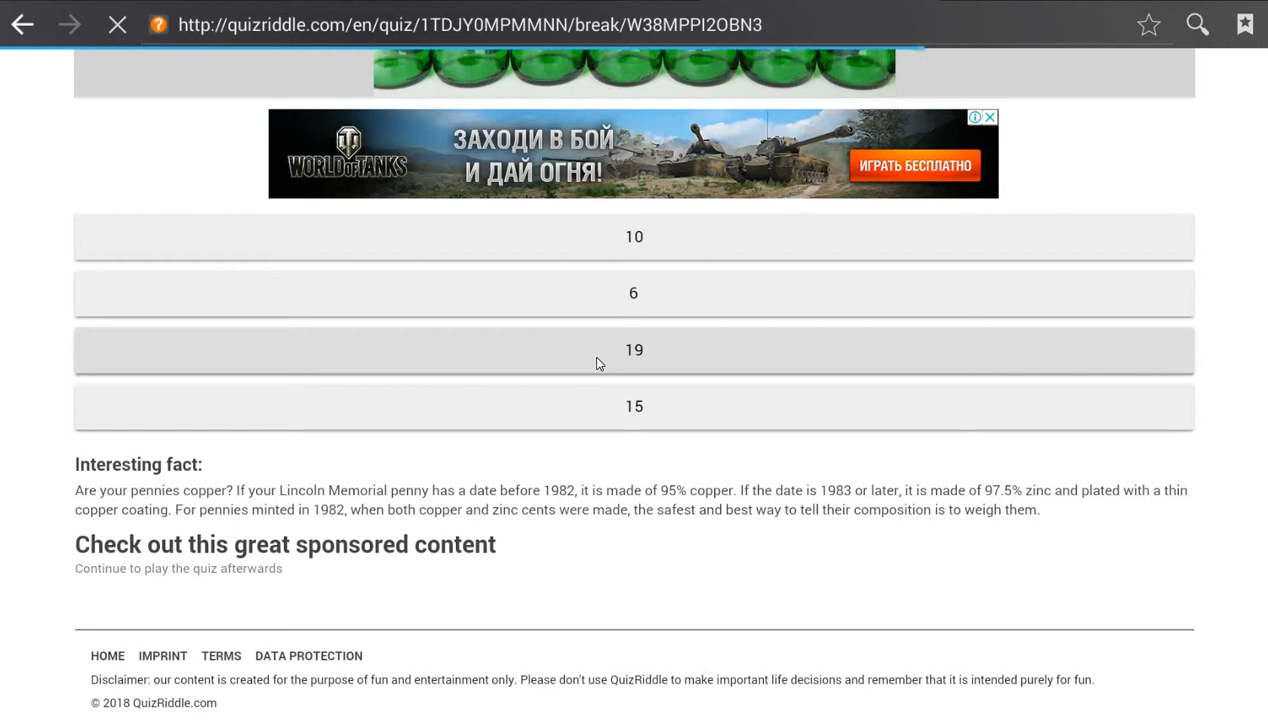 http://quizriddle.com/en/quiz/1TDJY0MPMMNN/break/W38MPPI2OBN3
WORLD OF TANKS
ЗАХОДИ В БОЙ
И ДАЙ ОГНЯ!
ИГРАТЬ БЕСПЛАТНО
10
6
19
15
Interesting fact:
Are your pennies copper? If your Lincoln Memorial penny has a date before 1982, it is made of 95% copper. If the date is 1983 or later, it is made of 97.5% zinc and plated with a thin
copper coating. For pennies minted in 1982, when both copper and zinc cents were made, the safest and best way to tell their composition is to weigh them.
Check out this great sponsored content
Continue to play the quiz afterwards
HOME IMPRINT TERMS DATA PROTECTION
Disclaimer: our content is created for the purpose of fun and entertainment only. Please don't use QuizRiddle to make important life decisions and remember that it is intended purely for fun.
© 2018 QuizRiddle.com